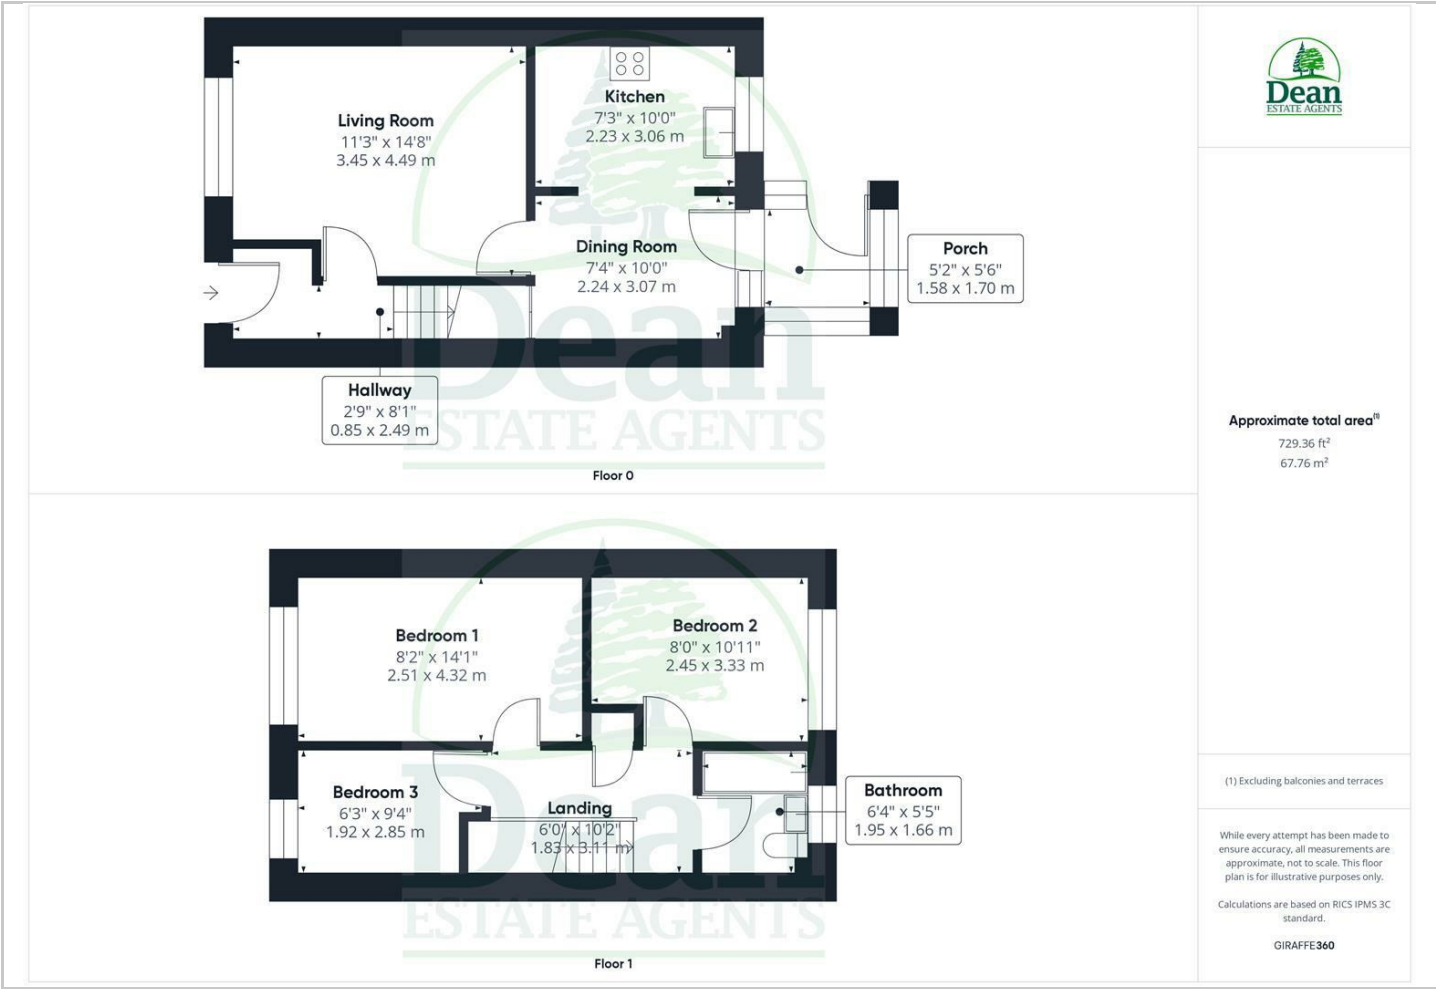 Living Room
11'3" x 14'8"
3.45 x 4.49 m
Kitchen
7'3" x 10'0"
2.23 x 3.06 m
Dining Room
7'4" x 10'0"
2.24 x 3.07 m
Porch
5'2" x 5'6"
1.58 x 1.70 m
Hallway
2'9" x 8'1"
0.85 x 2.49 m
Dean
ESTATE AGENTS
Floor 0
Bedroom 1
8'2" x 14'1"
2.51 x 4.32 m
Bedroom 2
8'0" x 10'11"
2.45 x 3.33 m
Bedroom 3
6'3" x 9'4"
1.92 x 2.85 m
Landing
6'0" x 10'2"
1.83 x 3.11 m
Bathroom
6'4" x 5'5"
1.95 x 1.66 m
Dean
ESTATE AGENTS
Floor 1
Dean
ESTATE AGENTS
Approximate total area(1)
729.36 ft²
67.76 m²
(1) Excluding balconies and terraces
While every attempt has been made to
ensure accuracy, all measurements are
approximate, not to scale. This floor
plan is for illustrative purposes only.
Calculations are based on RICS IPMS 3C
standard.
GIRAFFE360